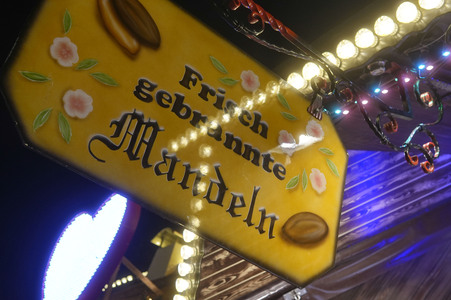 Frisch
gebrannte
Mandeln